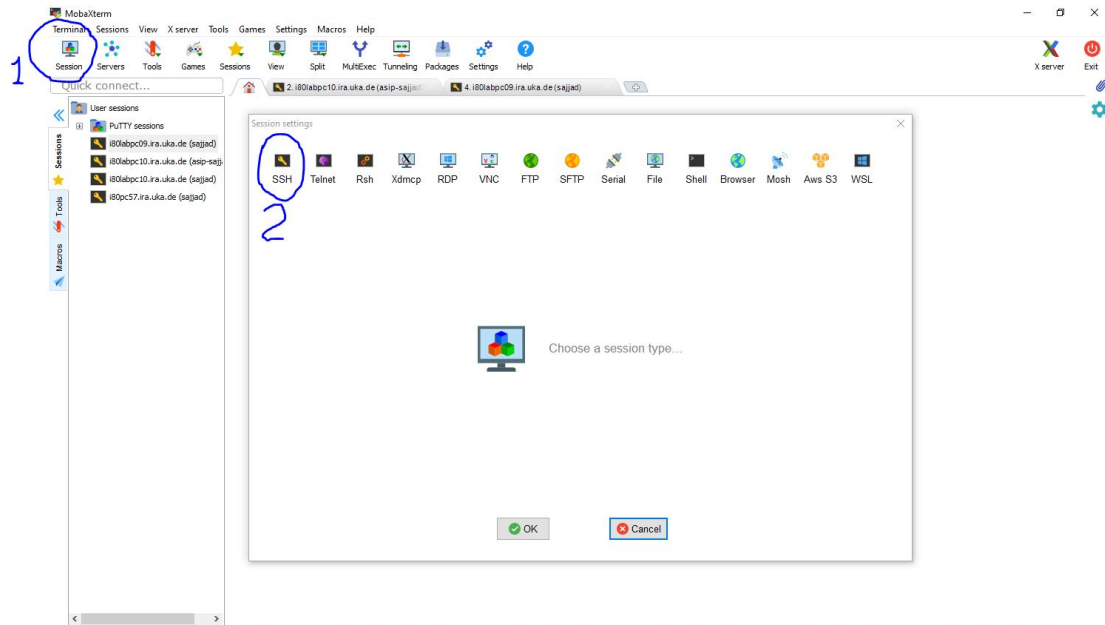 MobaXterm
Terminal Sessions View X server Tools Games Settings Macros Help
1
Session Servers Tools Games Sessions View Split MultiExec Tunneling Packages Settings Help X server Exit
Quick connect...
2. i80labpc10.ira.uka.de (asip-sajjad
4. i80labpc09.ira.uka.de (sajjad)
User sessions
PuTTY sessions
i80labpc09.ira.uka.de (sajjad)
i80labpc10.ira.uka.de (asip-sajj
i80labpc10.ira.uka.de (sajjad)
i80pc57.ira.uka.de (sajjad)
Sessions
Tools
Macros
Session settings
SSH Telnet Rsh Xdmcp RDP VNC FTP SFTP Serial File Shell Browser Mosh Aws S3 WSL
2
Choose a session type...
OK Cancel